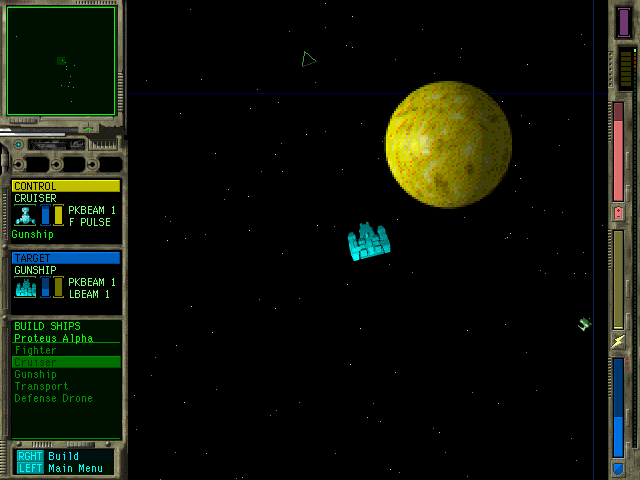 CONTROL
CRUISER
PKBEAM 1
F PULSE
Gunship
TARGET
GUNSHIP
PKBEAM 1
LBEAM 1
BUILD SHIPS
Proteus Alpha
Fighter
Cruiser
Gunship
Transport
Defense Drone
RGHT Build
LEFT Main Menu